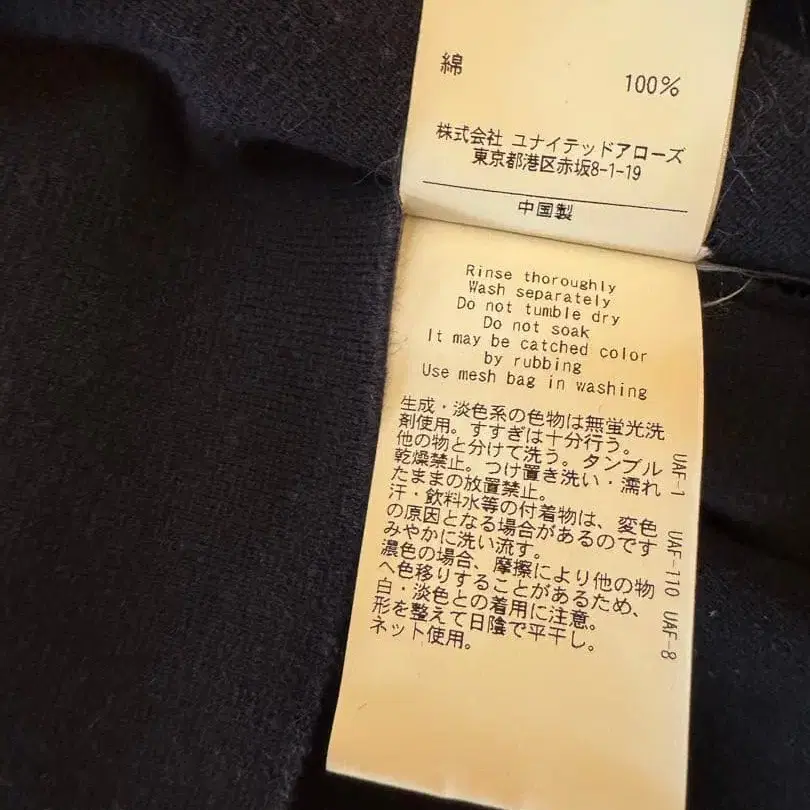 綿 100%
株式会社 ユナイテッドアローズ
東京都港区赤坂8-1-19
中国製
Rinse thoroughly
Wash separately
Do not tumble dry
Do not soak
It may be catched color
by rubbing
Use mesh bag in washing
生成・淡色系の色物は無蛍光洗
剤使用。すすぎは十分行う。
他の物と分けて洗う。タンブル
乾燥禁止。つけ置き洗い・濡れ
たままの放置禁止。
汗・飲料水等の付着物は、変色
の原因となる場合があるのです
みやかに洗い流す。
濃色の場合、摩擦により他の物
へ色移りすることがあるため、
白・淡色との着用に注意。
形を整えて日陰で平干し。
ネット使用。
UAF-1 UAF-110 UAF-8